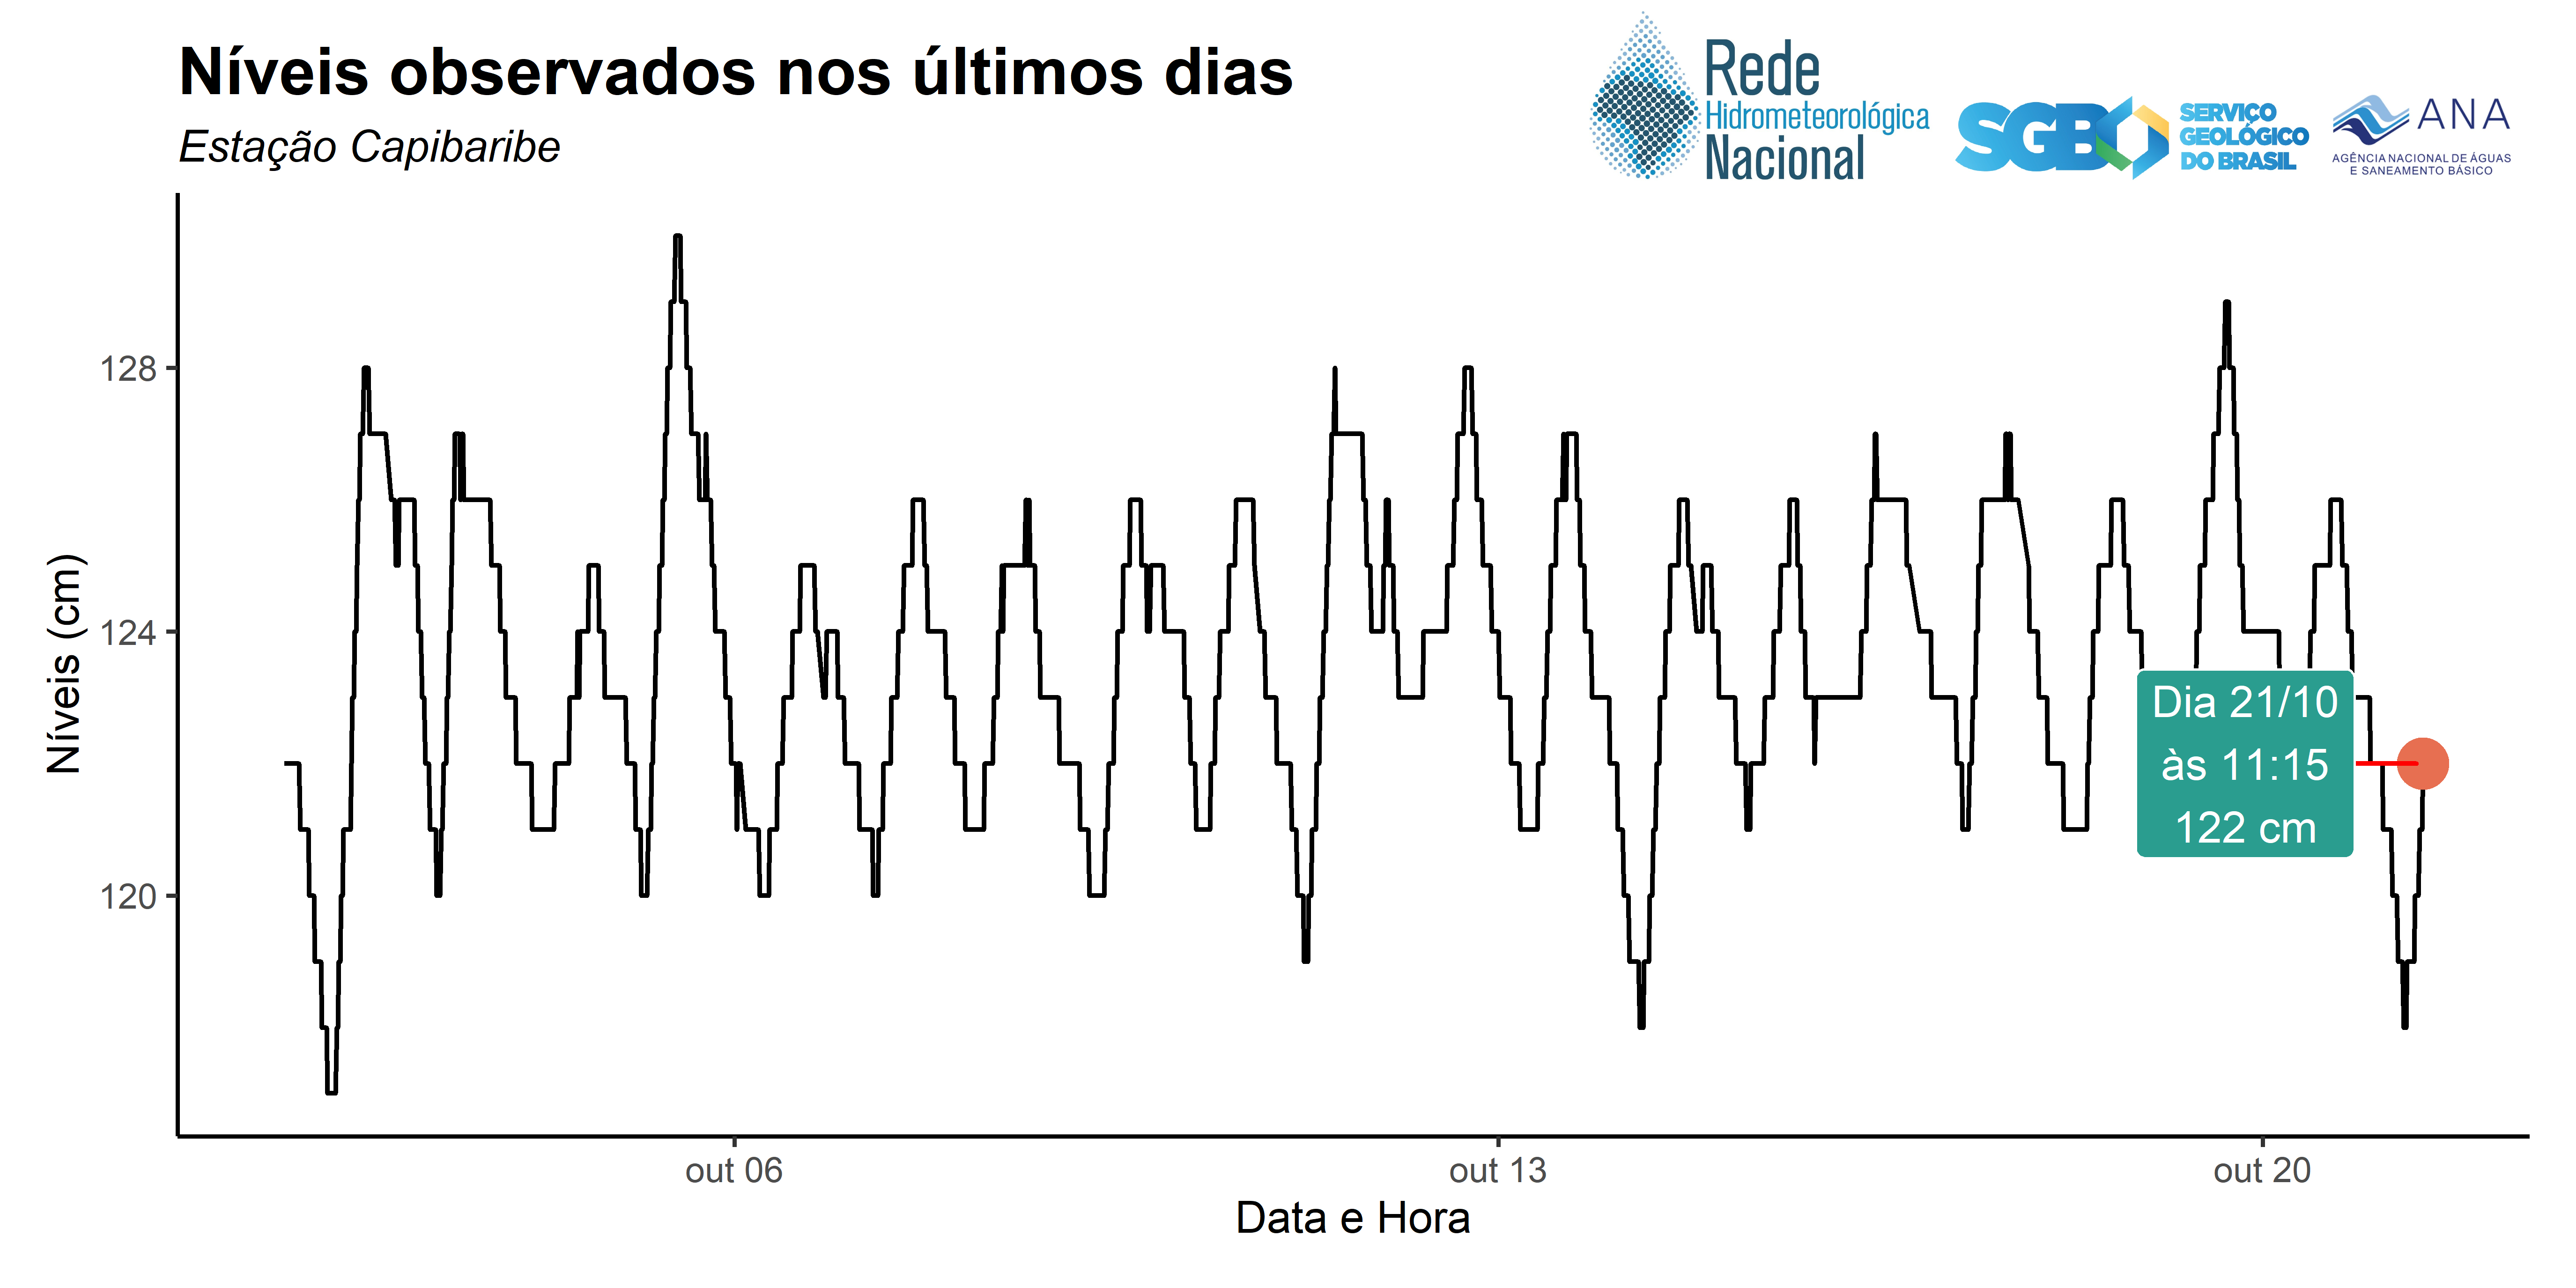 Níveis observados nos últimos dias
Estação Capibaribe
Rede
Hidrometeorológica
Nacional
SGB
SERVIÇO
GEOLÓGICO
DO BRASIL
ANA
AGÊNCIA NACIONAL DE ÁGUAS
E SANEAMENTO BÁSICO
Níveis (cm)
128
124
120
Dia 21/10
às 11:15
122 cm
out 06
out 13
out 20
Data e Hora